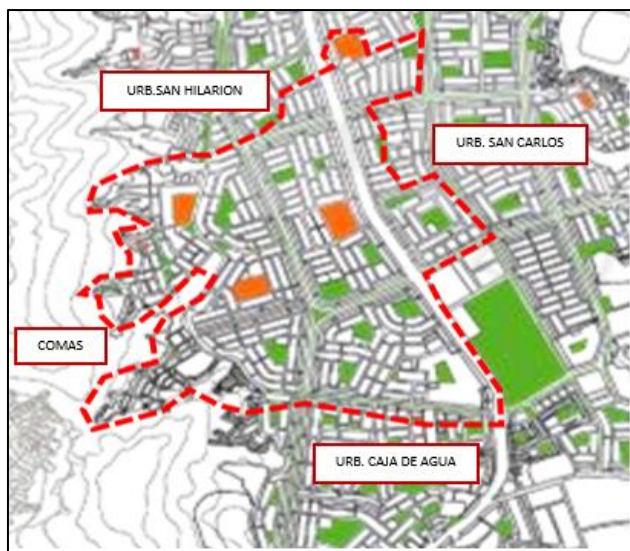 URB.SAN HILARION
URB. SAN CARLOS
COMAS
URB. CAJA DE AGUA